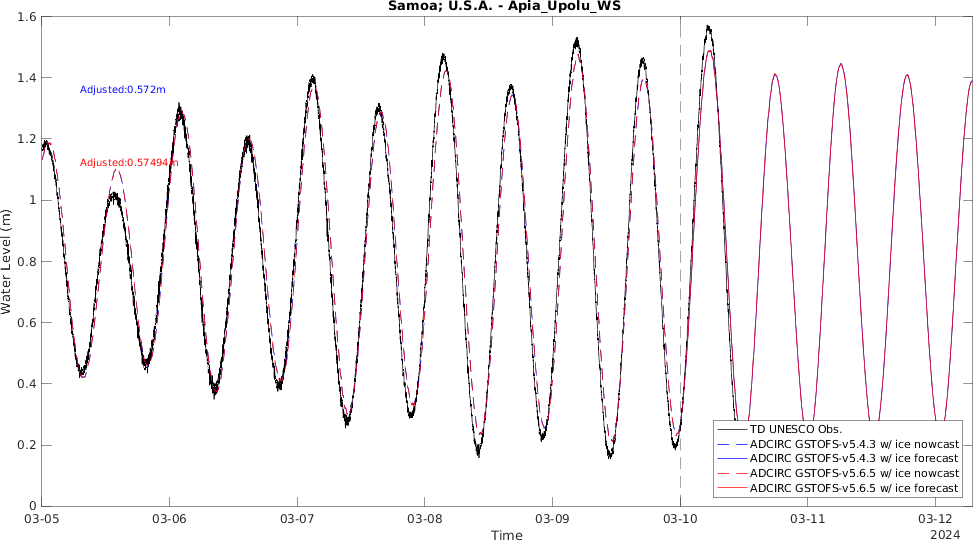 Samoa; U.S.A. - Apia_Upolu_WS
1.6
1.4
1.2
1
0.8
0.6
0.4
0.2
0
Water Level (m)
Adjusted:0.572m
Adjusted:0.57494m
TD UNESCO Obs.
ADCIRC GSTOFS-v5.4.3 w/ ice nowcast
ADCIRC GSTOFS-v5.4.3 w/ ice forecast
ADCIRC GSTOFS-v5.6.5 w/ ice nowcast
ADCIRC GSTOFS-v5.6.5 w/ ice forecast
03-05
03-06
03-07
03-08
03-09
03-10
03-11
03-12
Time
2024